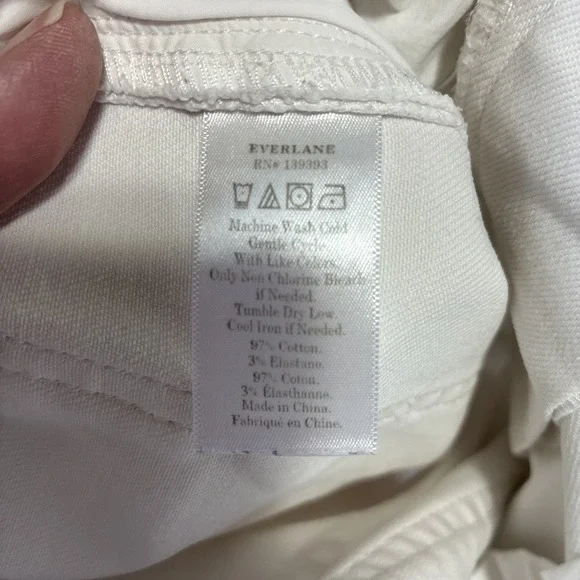 EVERLANE
RN# 139393
Machine Wash Cold
Gentle Cycle.
With Like Colors.
Only Non Chlorine Bleach
if Needed.
Tumble Dry Low.
Cool Iron if Needed.
97% Cotton.
3% Elastane.
97% Coton.
3% Élasthanne.
Made in China.
Fabriqué en Chine.